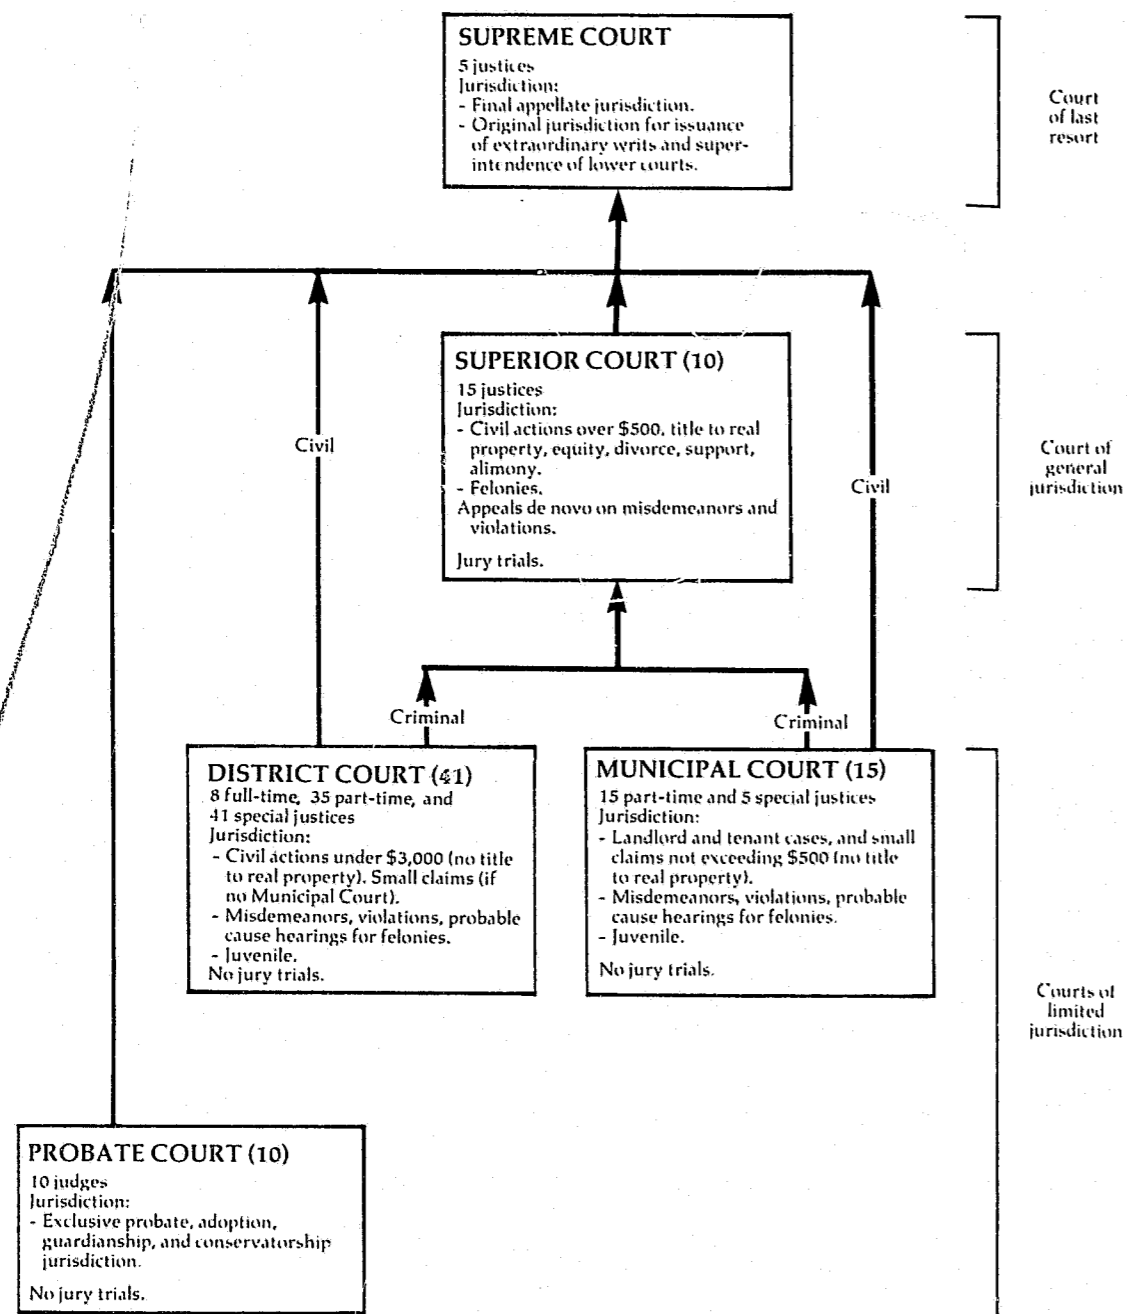 SUPREME COURT
5 justices
Jurisdiction:
- Final appellate jurisdiction.
- Original jurisdiction for issuance
of extraordinary writs and super-
intendence of lower courts.
Court
of last
resort
SUPERIOR COURT (10)
15 justices
Jurisdiction:
- Civil actions over $500, title to real
property, equity, divorce, support,
alimony.
- Felonies.
Appeals de novo on misdemeanors and
violations.
Jury trials.
Civil
Civil
Court of
general
jurisdiction
Criminal
Criminal
DISTRICT COURT (41)
8 full-time, 35 part-time, and
41 special justices
Jurisdiction:
- Civil actions under $3,000 (no title
to real property). Small claims (if
no Municipal Court).
- Misdemeanors, violations, probable
cause hearings for felonies.
- Juvenile.
No jury trials.
MUNICIPAL COURT (15)
15 part-time and 5 special justices
Jurisdiction:
- Landlord and tenant cases, and small
claims not exceeding $500 (no title
to real property).
- Misdemeanors, violations, probable
cause hearings for felonies.
- Juvenile.
No jury trials.
Courts of
limited
jurisdiction
PROBATE COURT (10)
10 judges
Jurisdiction:
- Exclusive probate, adoption,
guardianship, and conservatorship
jurisdiction.
No jury trials.